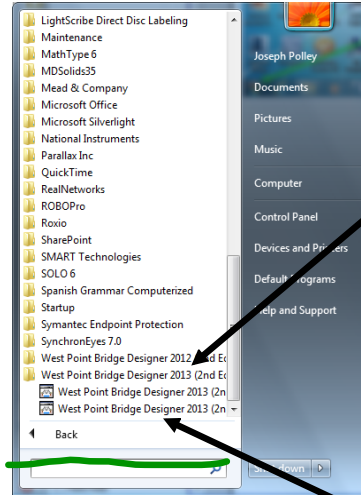 LightScribe Direct Disc Labeling
Maintenance
MathType 6
MDSolids35
Mead & Company
Microsoft Office
Microsoft Silverlight
National Instruments
Parallax Inc
QuickTime
RealNetworks
ROBOPro
Roxio
SharePoint
SMART Technologies
SOLO 6
Spanish Grammar Computerized
Startup
Symantec Endpoint Protection
SynchronEyes 7.0
West Point Bridge Designer 2012
West Point Bridge Designer 2013 (2nd Ed
West Point Bridge Designer 2013 (2n
West Point Bridge Designer 2013 (2n
Back
Joseph Polley
Documents
Pictures
Music
Computer
Control Panel
Devices and Printers
Default Programs
Help and Support
Shut down